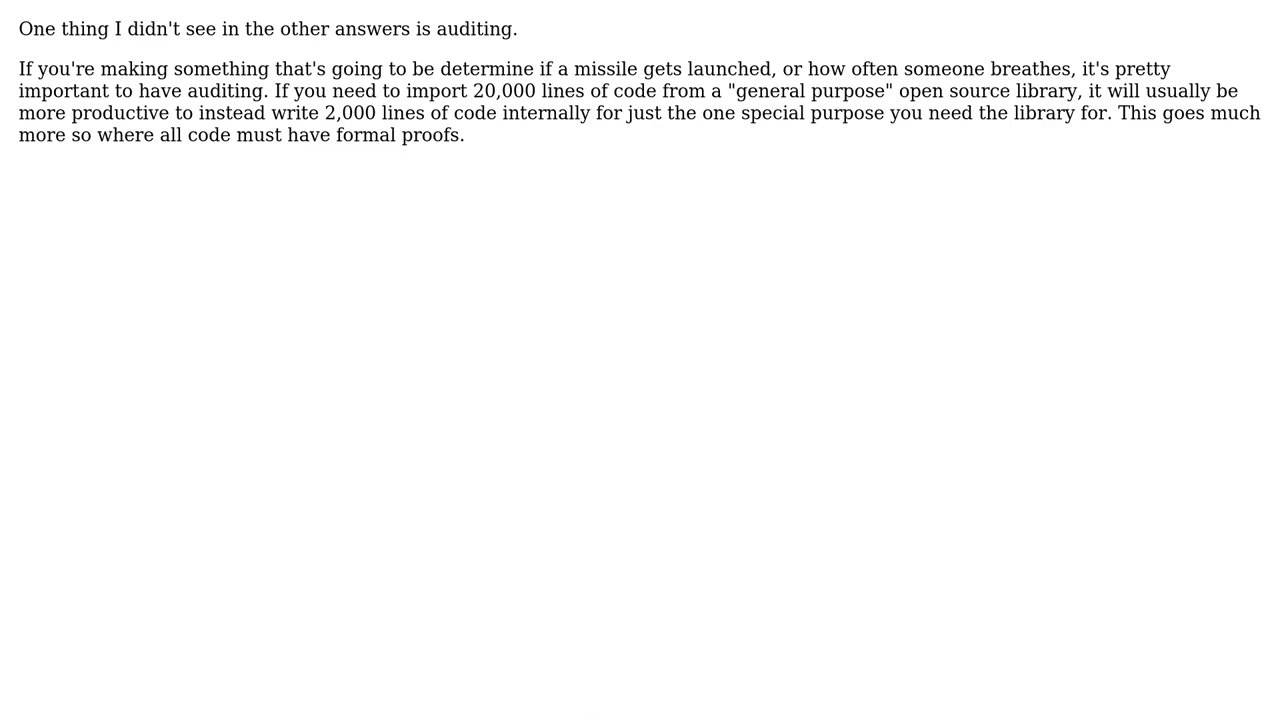 One thing I didn't see in the other answers is auditing.
If you're making something that's going to be determine if a missile gets launched, or how often someone breathes, it's pretty
important to have auditing. If you need to import 20,000 lines of code from a "general purpose" open source library, it will usually be
more productive to instead write 2,000 lines of code internally for just the one special purpose you need the library for. This goes much
more so where all code must have formal proofs.